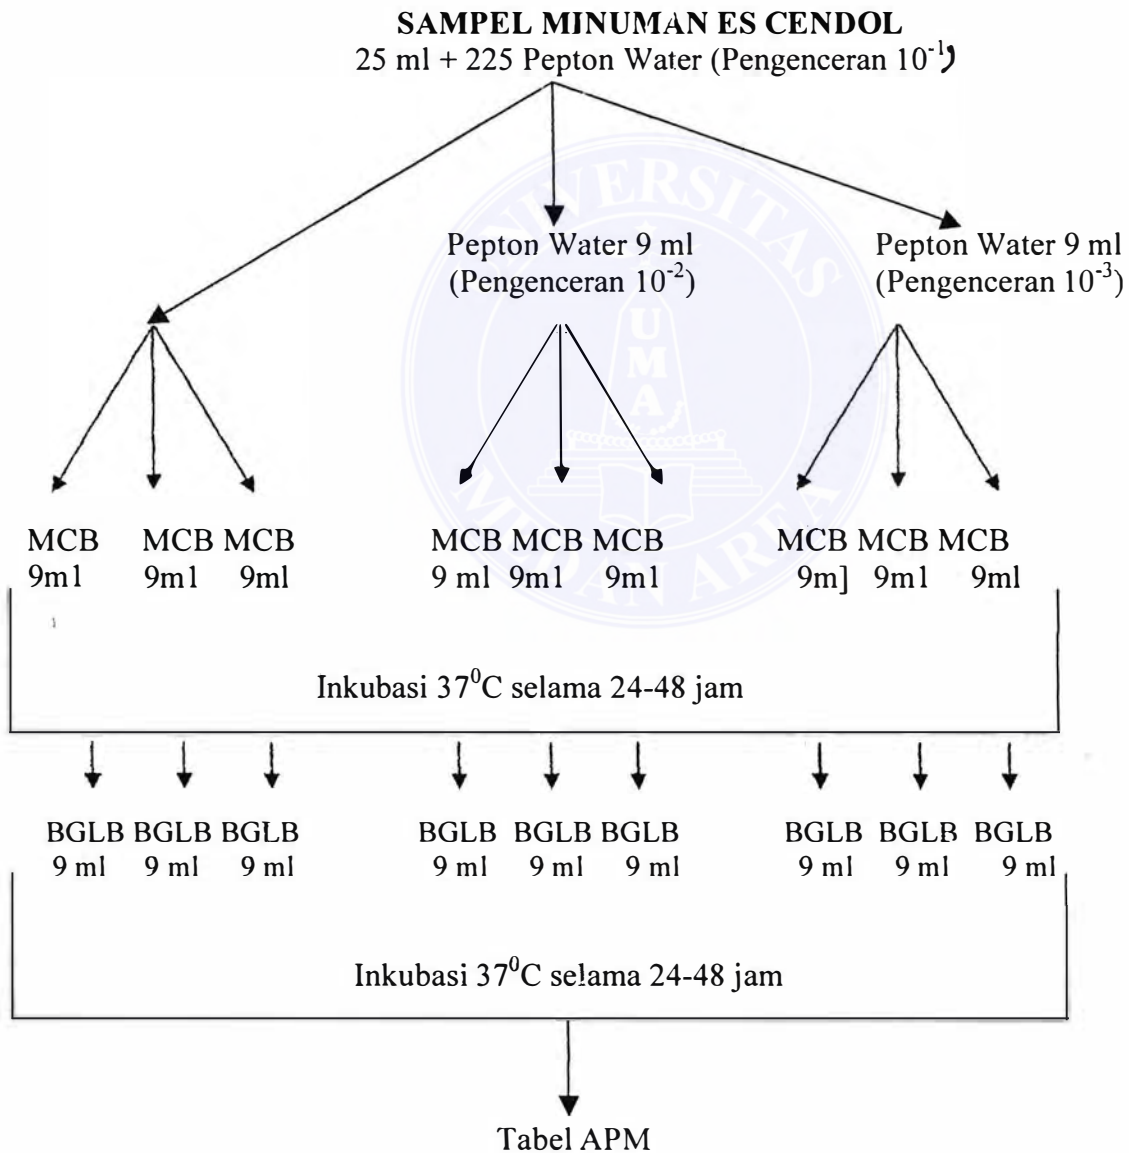 SAMPEL MINUMAN ES CENDOL
25 ml + 225 Pepton Water (Pengenceran 10⁻¹)
Pepton Water 9 ml
(Pengenceran 10⁻²)
Pepton Water 9 ml
(Pengenceran 10⁻³)
UNIVERSITAS
UMA
MEDAN AREA
MCB MCB MCB
9ml 9ml 9ml
MCB MCB MCB
9 ml 9ml 9ml
MCB MCB MCB
9m] 9ml 9ml
Inkubasi 37⁰C selama 24-48 jam
BGLB BGLB BGLB
9 ml 9 ml 9 ml
BGLB BGLB BGLB
9 ml 9 ml 9 ml
BGLB BGLB BGLB
9 ml 9 ml 9 ml
Inkubasi 37⁰C selama 24-48 jam
Tabel APM